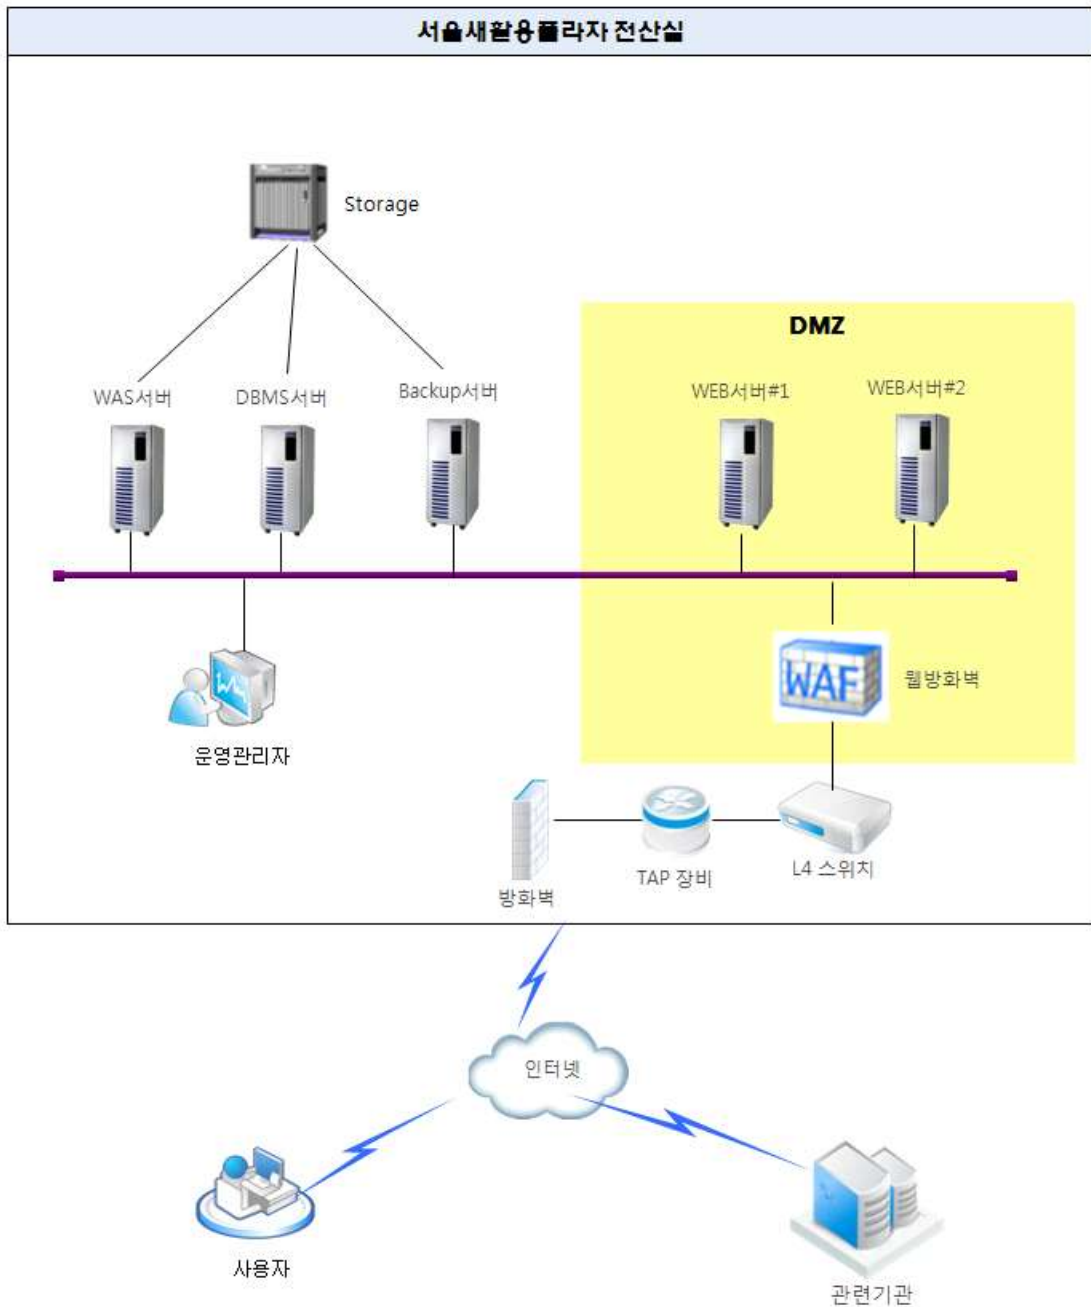 서울새활용플라자 전산실
Storage
DMZ
WAS서버
DBMS서버
Backup서버
WEB서버#1
WEB서버#2
WAF
웹방화벽
운영관리자
방화벽
TAP 장비
L4 스위치
인터넷
사용자
관련기관